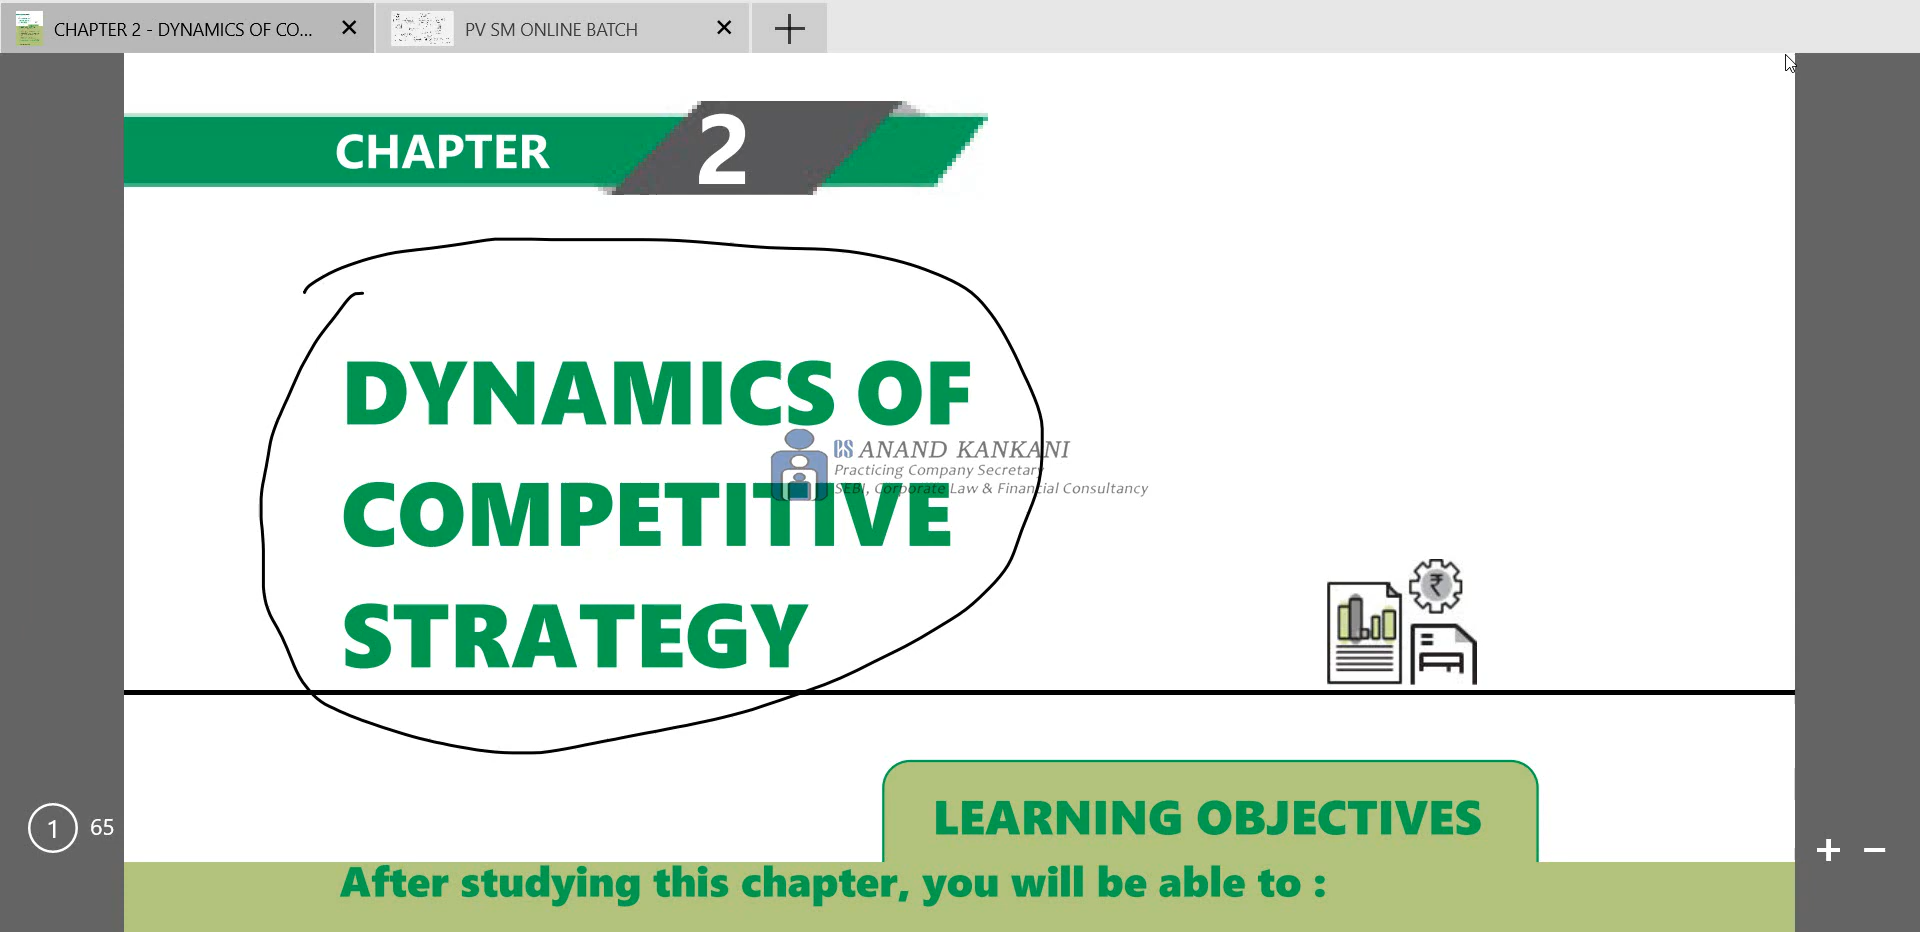 CHAPTER 2 - DYNAMICS OF CO...
PV SM ONLINE BATCH
CHAPTER 2
DYNAMICS OF
COMPETITIVE
STRATEGY
CS ANAND KANKANI
Practicing Company Secretary
SEBI, Corporate Law & Financial Consultancy
₹
LEARNING OBJECTIVES
1 65
After studying this chapter, you will be able to :